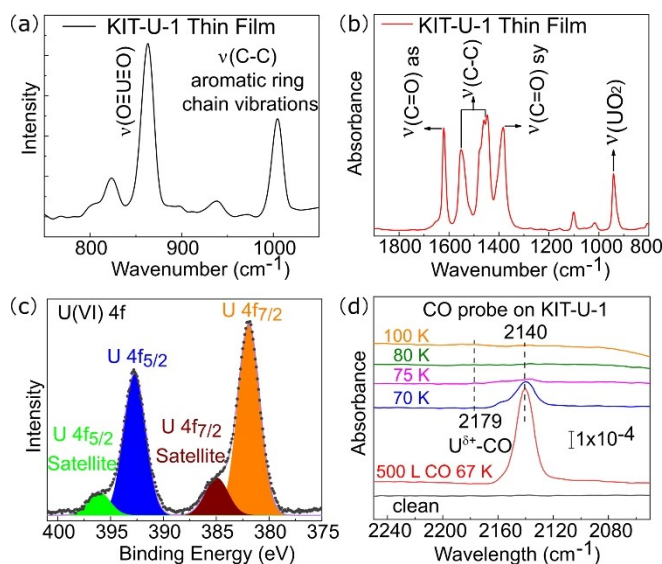 (a)
KIT-U-1 Thin Film
ν(O≡U≡O)
ν(C-C)
aromatic ring
chain vibrations
Intensity
800
900
1000
Wavenumber (cm-1)
(b)
KIT-U-1 Thin Film
ν(C=O) as
ν(C-C)
ν(C=O) sy
ν(UO2)
Absorbance
1800
1600
1400
1200
1000
800
Wavenumber (cm-1)
(c)
U(VI) 4f
U 4f7/2
U 4f5/2
U 4f5/2
Satellite
U 4f7/2
Satellite
Intensity
400
395
390
385
380
375
Binding Energy (eV)
(d)
CO probe on KIT-U-1
100 K
2140
80 K
75 K
70 K
2179
Uδ+-CO
1x10-4
500 L CO 67 K
clean
Absorbance
2240
2180
2120
2060
Wavelength (cm-1)